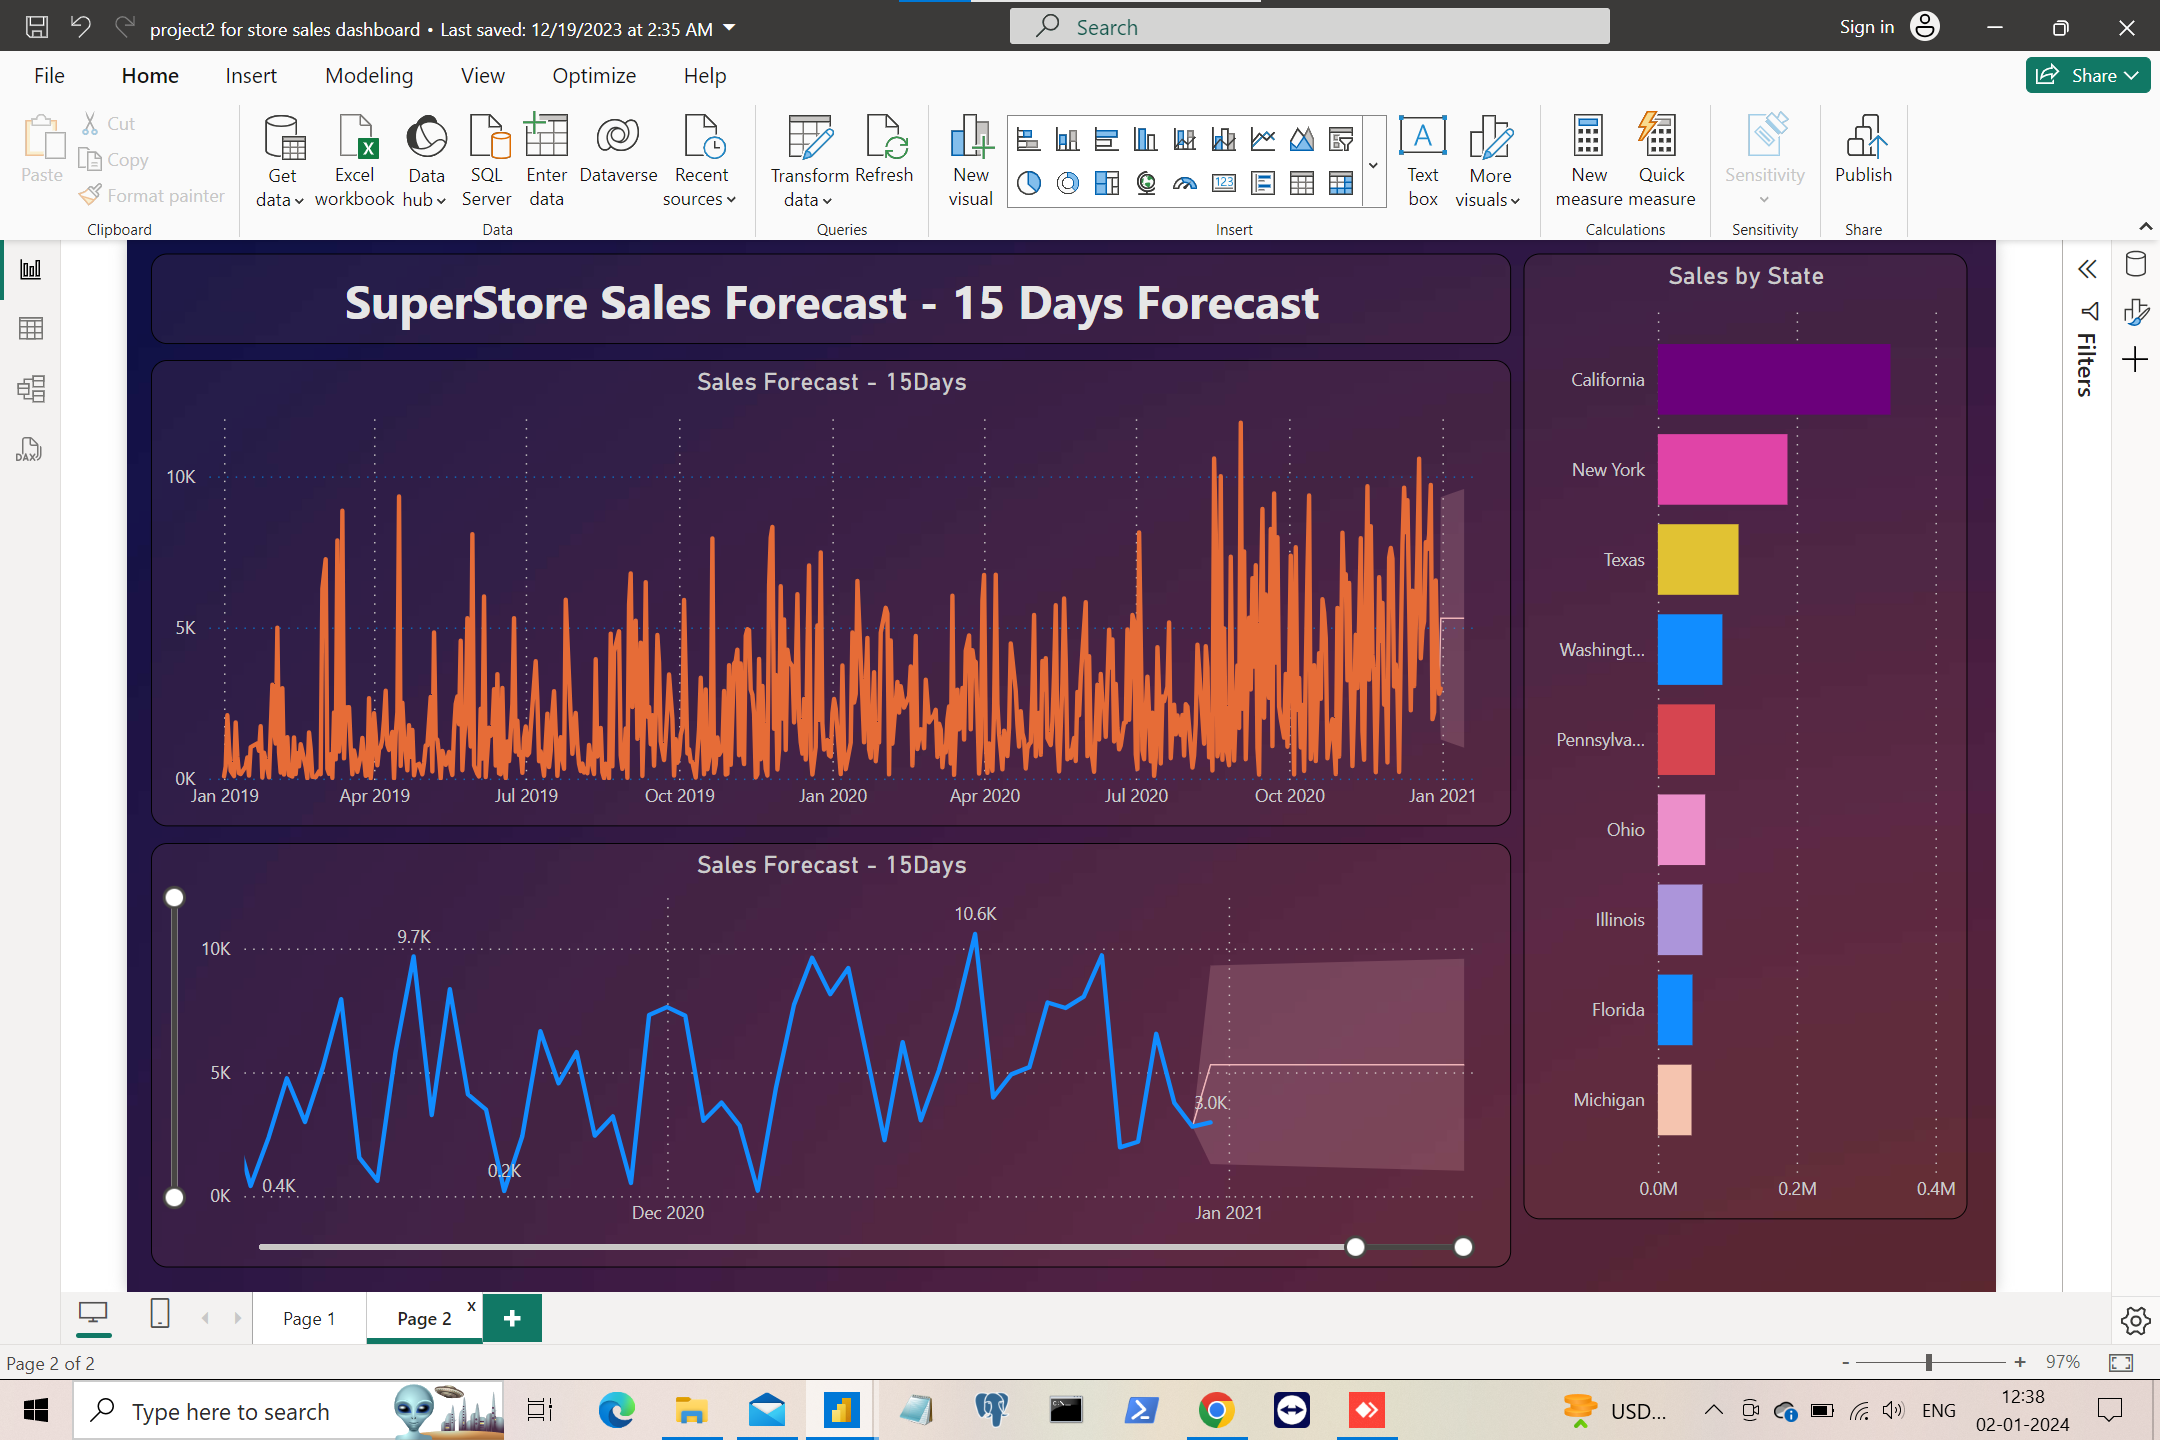 project2 for store sales dashboard • Last saved: 12/19/2023 at 2:35 AM
Search
Sign in
File Home Insert Modeling View Optimize Help
Share
Paste
Cut
Copy
Format painter
Clipboard
Get data
Excel workbook
Data hub
SQL Server
Enter data
Dataverse
Recent sources
Data
Transform data
Refresh
Queries
New visual
123
A
Text box
More visuals
Insert
New measure
Quick measure
Calculations
Sensitivity
Sensitivity
Publish
Share
DAX
SuperStore Sales Forecast - 15 Days Forecast
Sales Forecast - 15Days
10K
5K
0K
Jan 2019 Apr 2019 Jul 2019 Oct 2019 Jan 2020 Apr 2020 Jul 2020 Oct 2020 Jan 2021
Sales Forecast - 15Days
10K
5K
0K
9.7K
10.6K
3.0K
0.2K
0.4K
Dec 2020 Jan 2021
Sales by State
California
New York
Texas
Washingt...
Pennsylva...
Ohio
Illinois
Florida
Michigan
0.0M 0.2M 0.4M
Filters
Page 1
Page 2 x
+
Page 2 of 2
- + 97%
Type here to search
USD...
ENG
12:38
02-01-2024